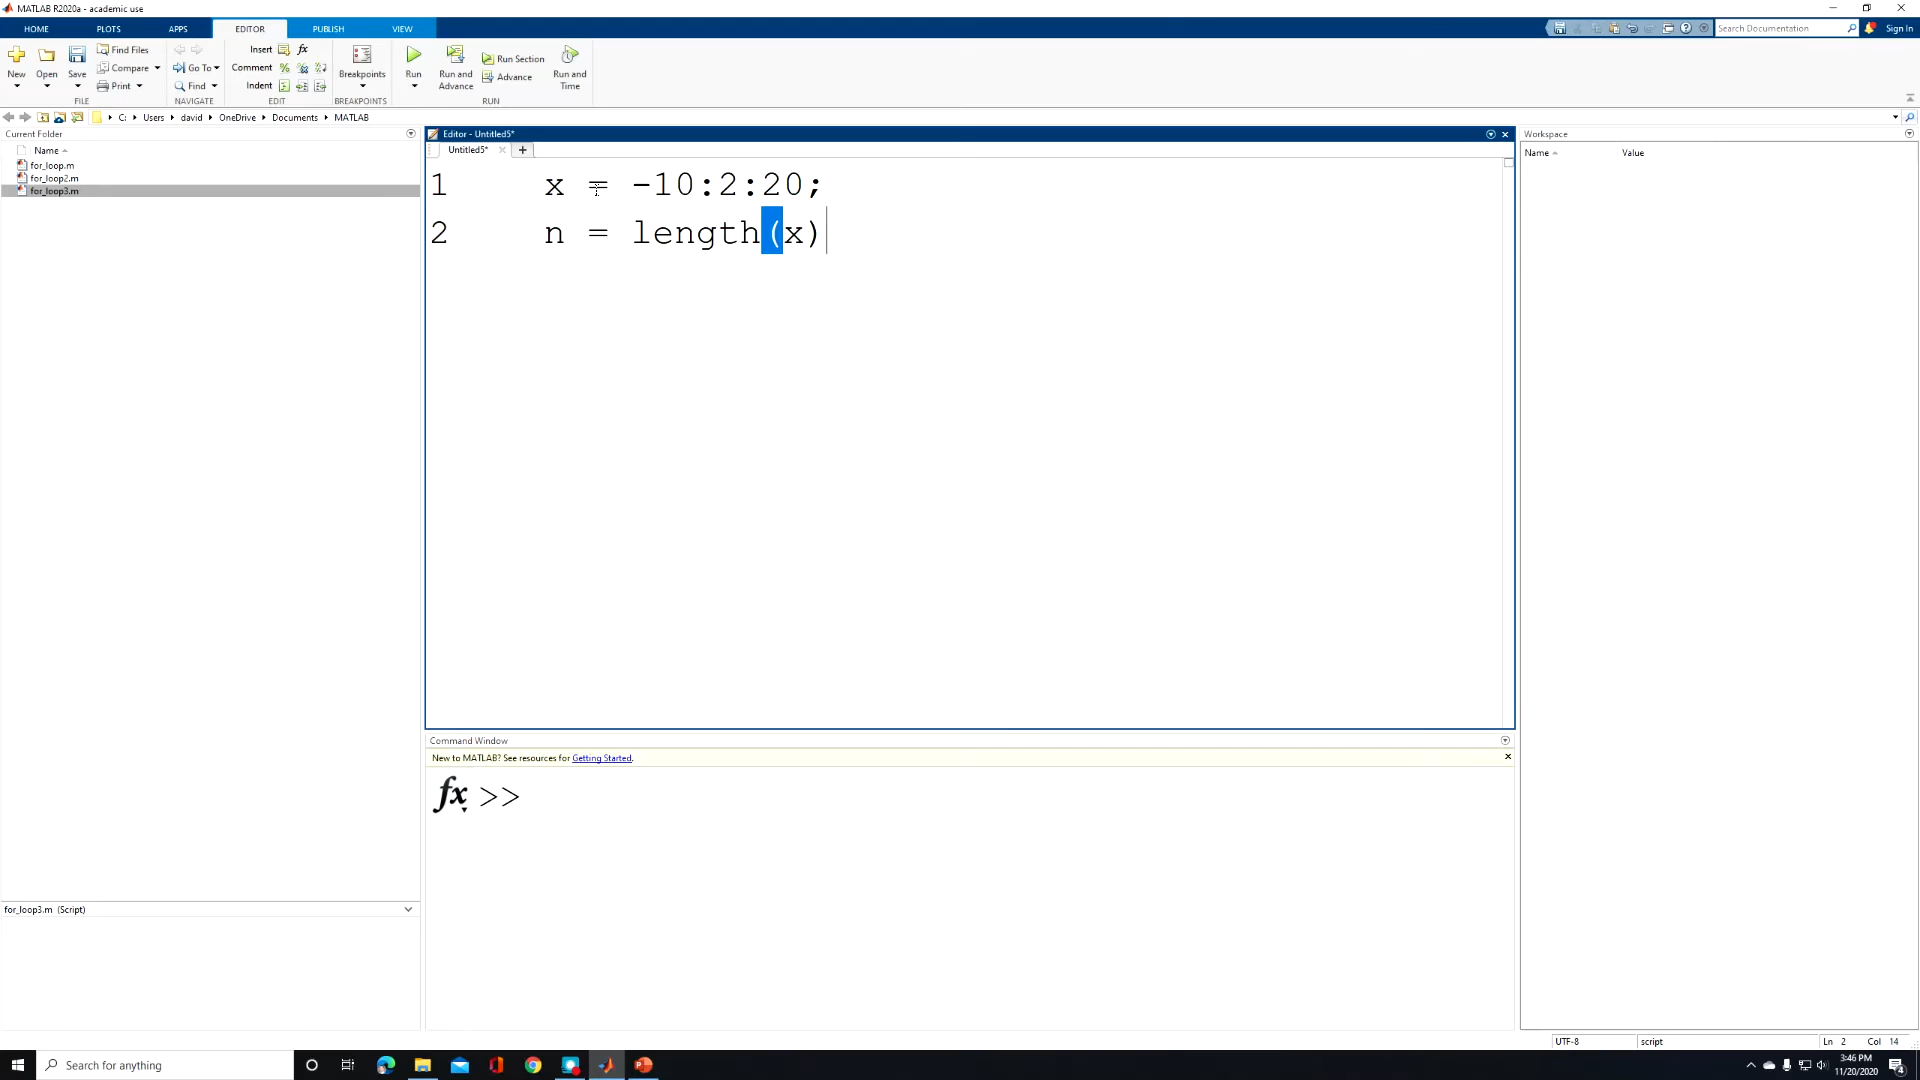 MATLAB R2020a - academic use
HOME PLOTS APPS EDITOR PUBLISH VIEW
Search Documentation
Sign In
New Open Save
Find Files
Compare
Print
Go To
Find
Insert
Comment
Indent
Breakpoints
Run
Run and Advance
Run Section
Advance
Run and Time
FILE NAVIGATE EDIT BREAKPOINTS RUN
C: Users david OneDrive Documents MATLAB
Current Folder
Name
for_loop.m
for_loop2.m
for_loop3.m
for_loop3.m (Script)
Editor - Untitled5*
Untitled5*
1 x = -10:2:20;
2 n = length(x)
Command Window
New to MATLAB? See resources for Getting Started.
fx >>
Workspace
Name Value
UTF-8 script Ln 2 Col 14
Search for anything
3:46 PM
11/20/2020
4